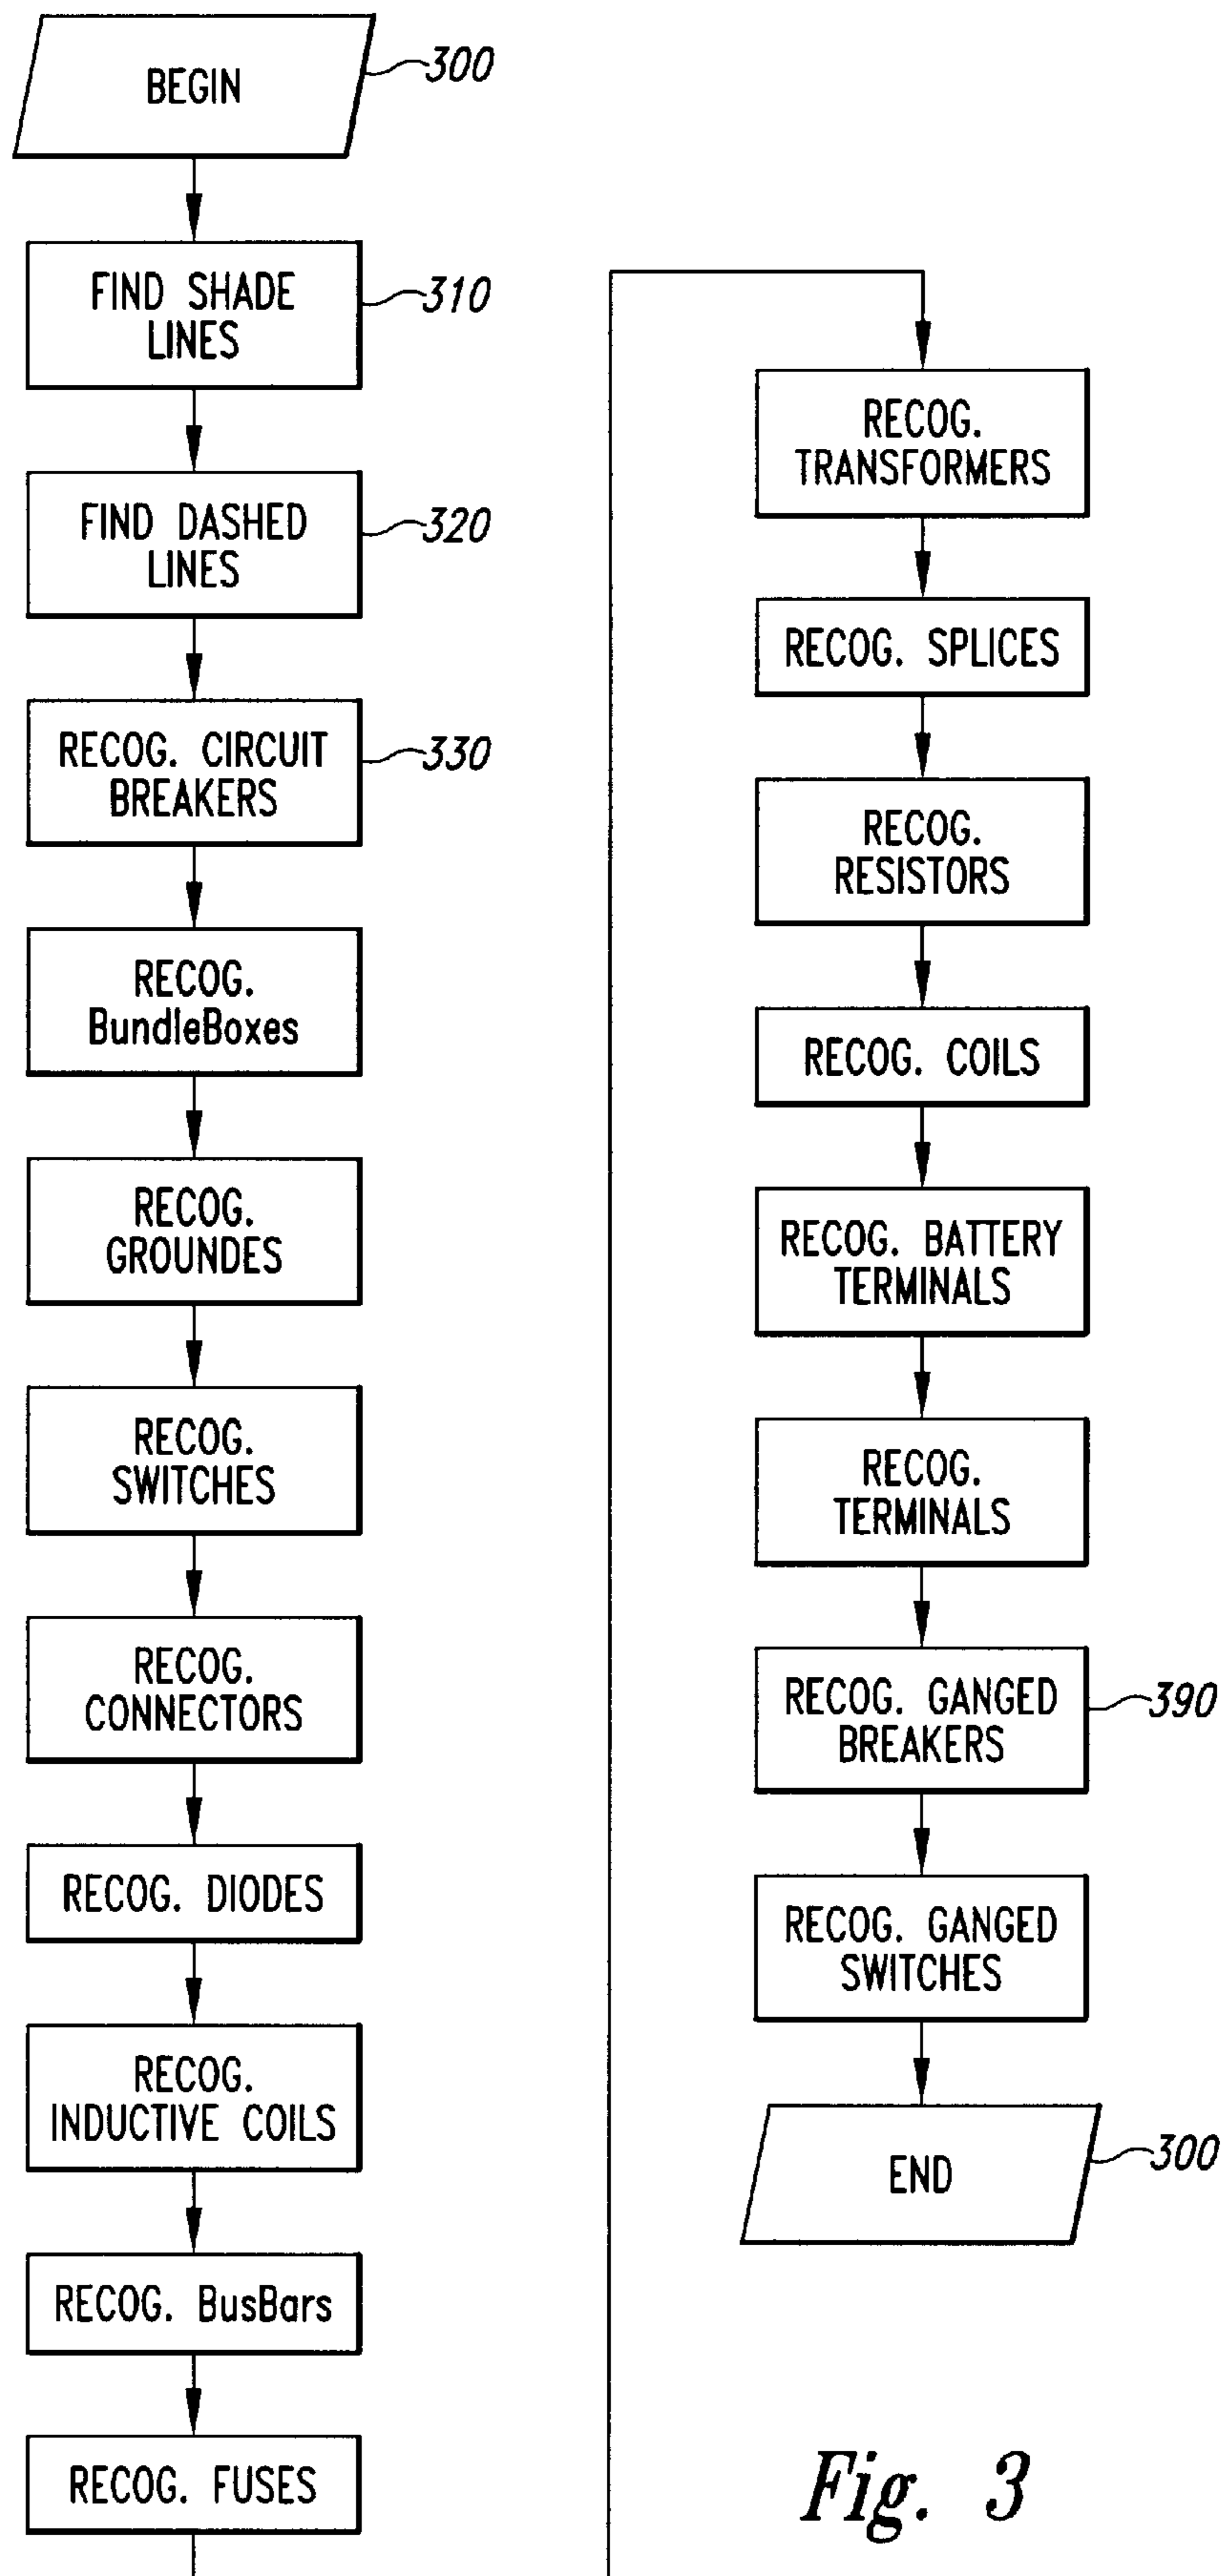 BEGIN
300
FIND SHADE
LINES
310
FIND DASHED
LINES
320
RECOG. CIRCUIT
BREAKERS
330
RECOG.
BundleBoxes
RECOG.
GROUNDES
RECOG.
SWITCHES
RECOG.
CONNECTORS
RECOG. DIODES
RECOG.
INDUCTIVE COILS
RECOG. BusBars
RECOG. FUSES
RECOG.
TRANSFORMERS
RECOG. SPLICES
RECOG.
RESISTORS
RECOG. COILS
RECOG. BATTERY
TERMINALS
RECOG.
TERMINALS
RECOG. GANGED
BREAKERS
390
RECOG. GANGED
SWITCHES
END
300
Fig. 3